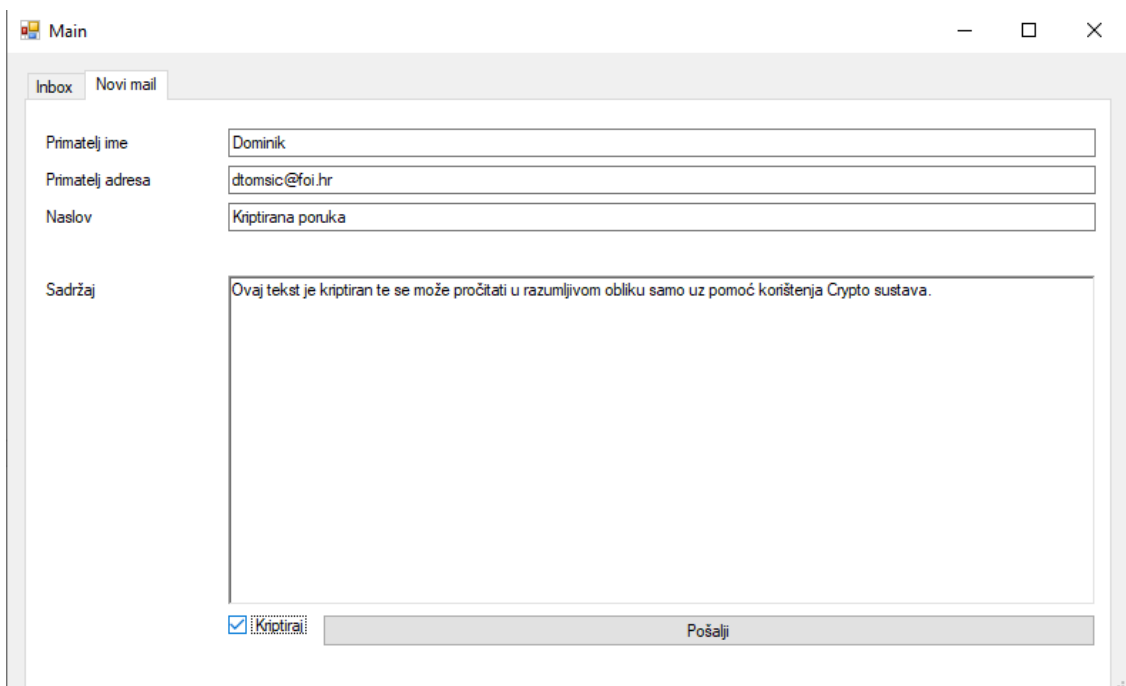 Main
Inbox Novi mail
Primatelj ime Dominik
Primatelj adresa dtomsic@foi.hr
Naslov Kriptirana poruka
Sadržaj Ovaj tekst je kriptiran te se može pročitati u razumljivom obliku samo uz pomoć korištenja Crypto sustava.
Kriptiraj Pošalji